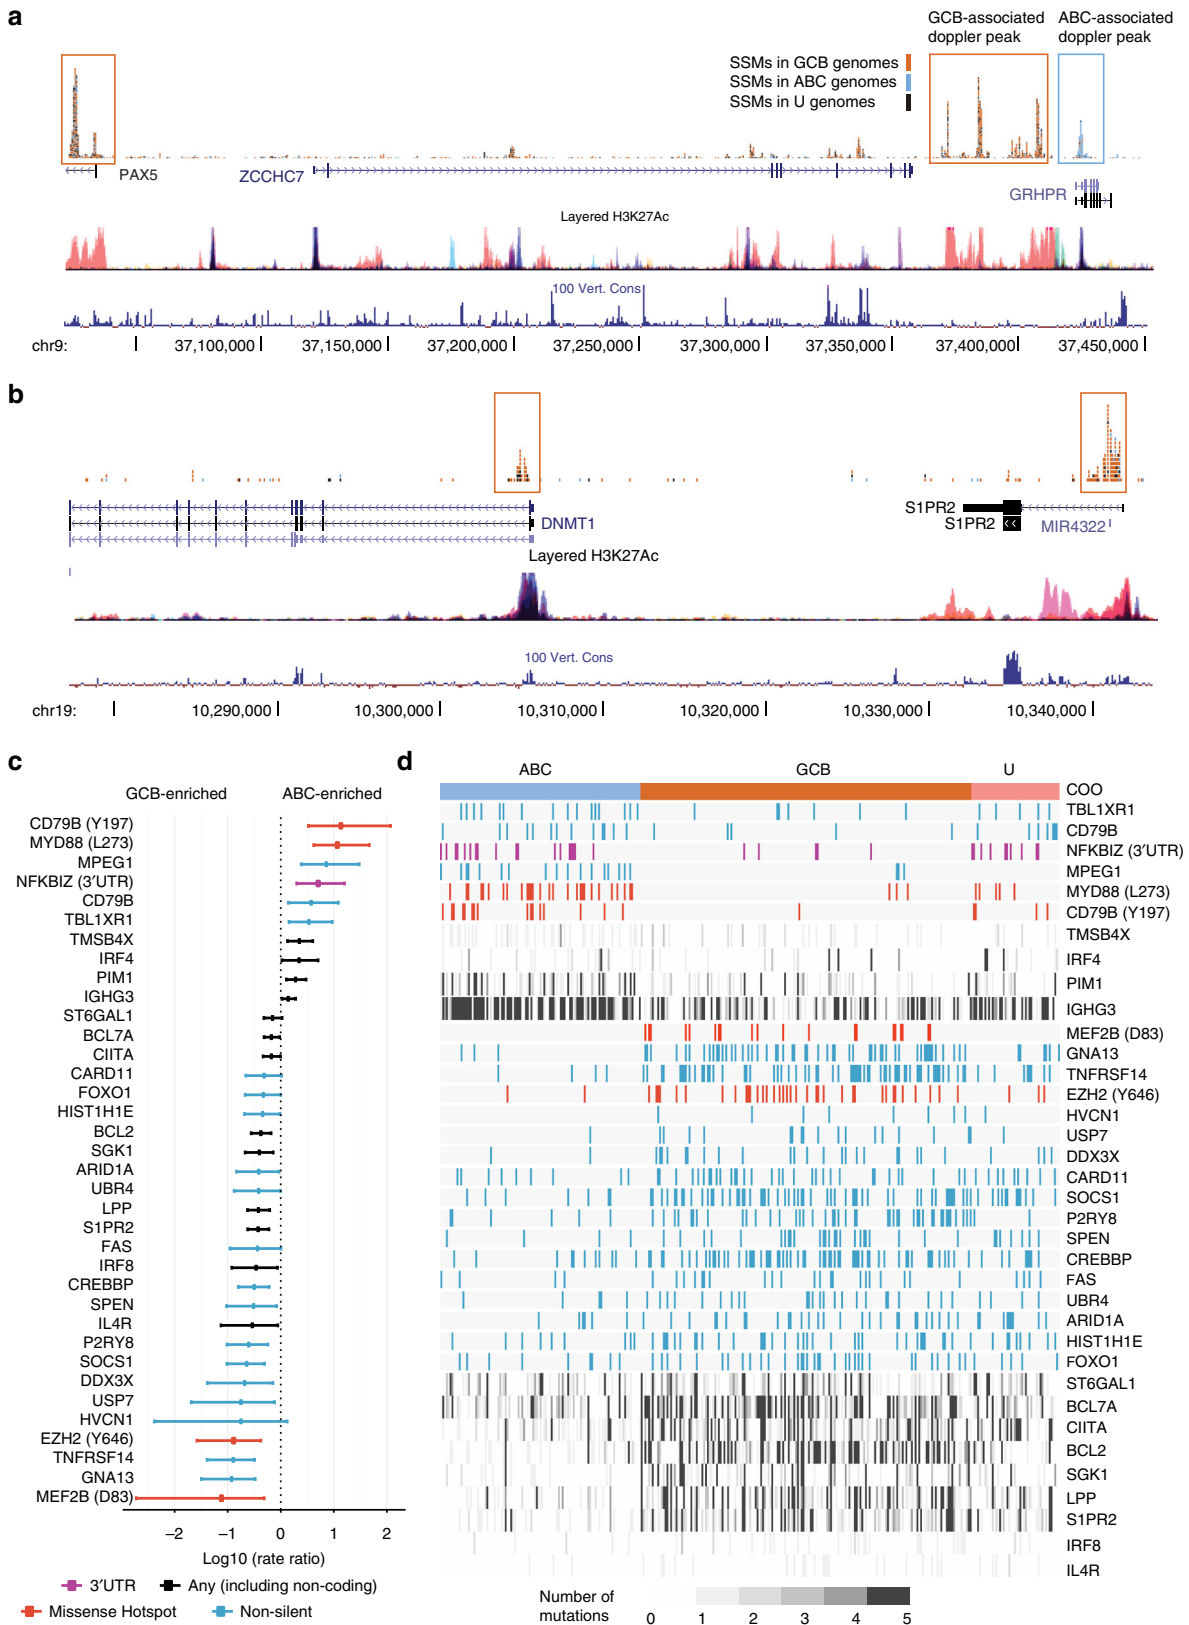 a
GCB-associated
doppler peak
ABC-associated
doppler peak
SSMs in GCB genomes
SSMs in ABC genomes
SSMs in U genomes
PAX5
ZCCHC7
GRHPR
Layered H3K27Ac
100 Vert. Cons
chr9:
37,100,000
37,150,000
37,200,000
37,250,000
37,300,000
37,350,000
37,400,000
37,450,000
b
S1PR2
S1PR2
DNMT1
MIR4322
Layered H3K27Ac
100 Vert. Cons
chr19:
10,290,000
10,300,000
10,310,000
10,320,000
10,330,000
10,340,000
c
GCB-enriched
ABC-enriched
CD79B (Y197)
MYD88 (L273)
MPEG1
NFKBIZ (3′UTR)
CD79B
TBL1XR1
TMSB4X
IRF4
PIM1
IGHG3
ST6GAL1
BCL7A
CIITA
CARD11
FOXO1
HIST1H1E
BCL2
SGK1
ARID1A
UBR4
LPP
S1PR2
FAS
IRF8
CREBBP
SPEN
IL4R
P2RY8
SOCS1
DDX3X
USP7
HVCN1
EZH2 (Y646)
TNFRSF14
GNA13
MEF2B (D83)
−2
−1
0
1
2
Log10 (rate ratio)
3′UTR
Any (including non-coding)
Missense Hotspot
Non-silent
d
ABC
GCB
U
COO
TBL1XR1
CD79B
NFKBIZ (3′UTR)
MPEG1
MYD88 (L273)
CD79B (Y197)
TMSB4X
IRF4
PIM1
IGHG3
MEF2B (D83)
GNA13
TNFRSF14
EZH2 (Y646)
HVCN1
USP7
DDX3X
CARD11
SOCS1
P2RY8
SPEN
CREBBP
FAS
UBR4
ARID1A
HIST1H1E
FOXO1
ST6GAL1
BCL7A
CIITA
BCL2
SGK1
LPP
S1PR2
IRF8
IL4R
Number of
mutations
0
1
2
3
4
5